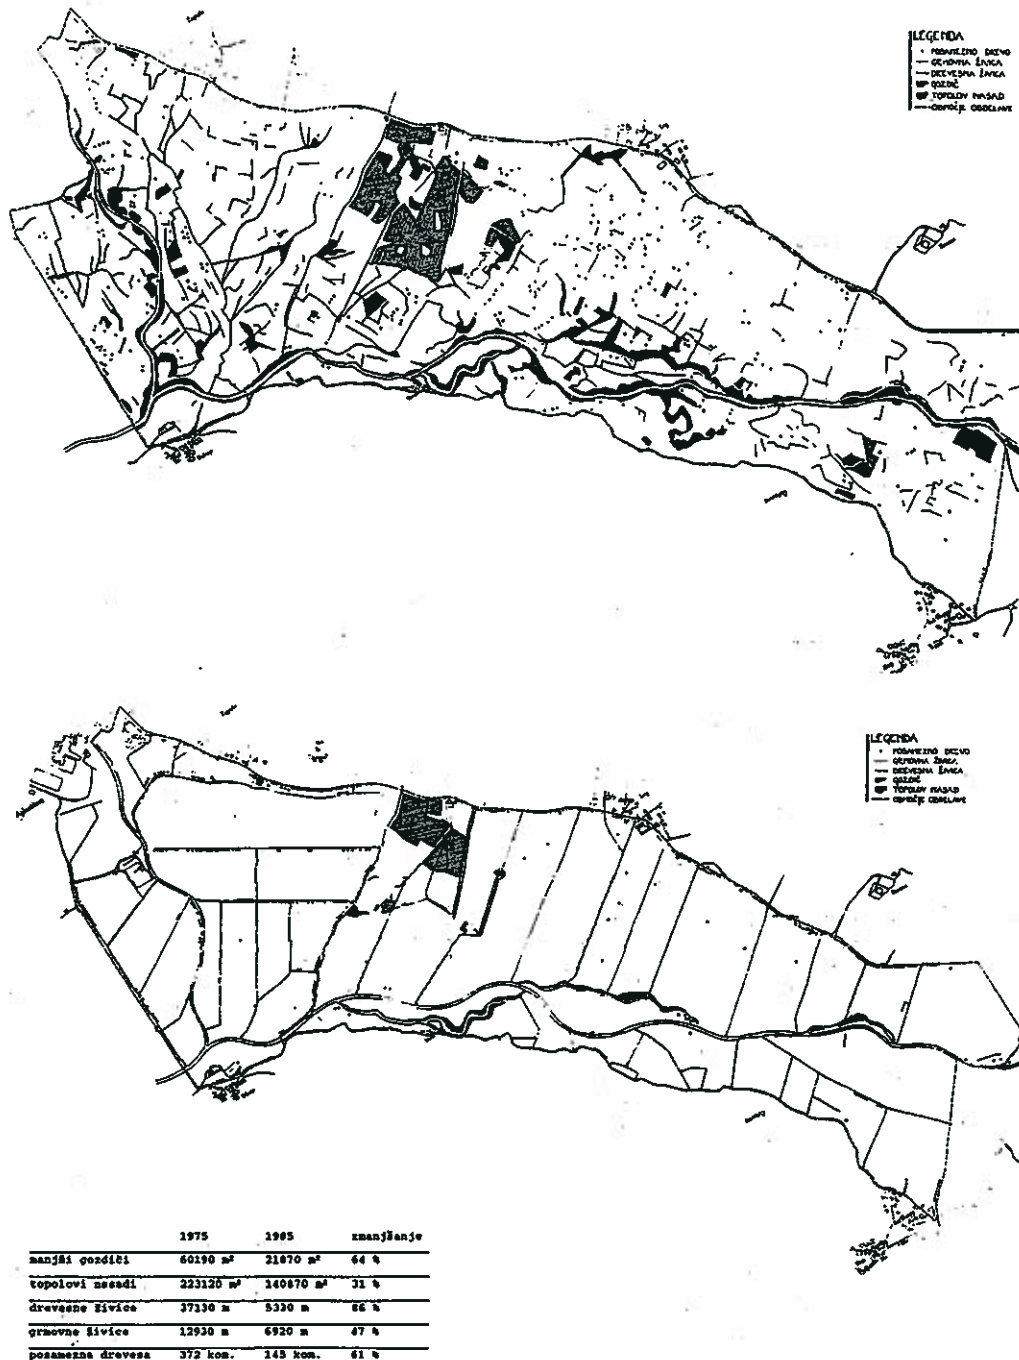 LEGENDA
POSAMEZNO DREVO
GRMOVNA ŽIVICA
DREVESNA ŽIVICA
GOZDIČ
TOPOLOV NASAD
OBMOČJE OBDELAVE
LEGENDA
POSAMEZNO DREVO
GRMOVNA ŽIVICA
DREVESNA ŽIVICA
GOZDIČ
TOPOLOV NASAD
OBMOČJE OBDELAVE
1975 1985 zmanjšanje
manjši gozdiči 60190 m² 21870 m² 64 %
topolovi nasadi 223120 m² 140870 m² 31 %
drevesne živice 37130 m 5330 m 86 %
grmovne živice 12930 m 6920 m 47 %
posamezna drevesa 372 kom. 145 kom. 61 %